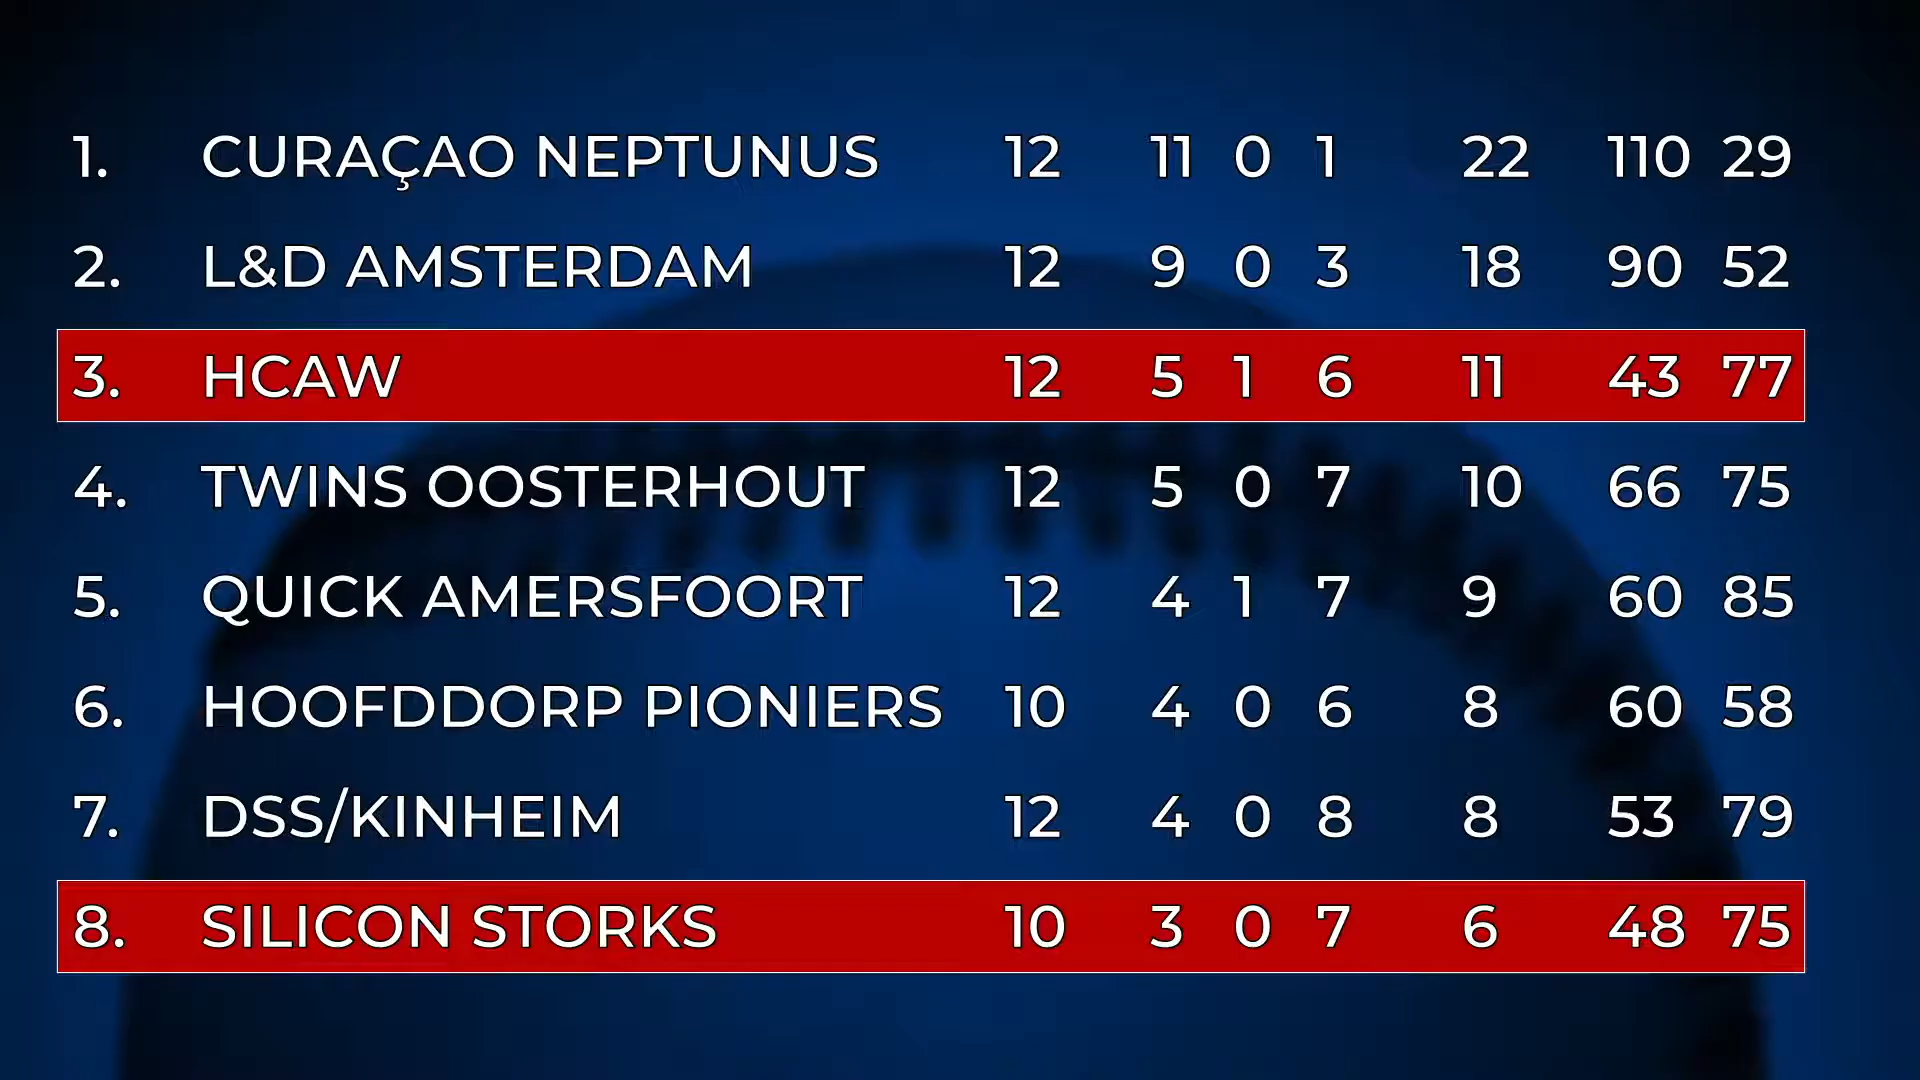 1. CURAÇAO NEPTUNUS 12 11 0 1 22 110 29
2. L&D AMSTERDAM 12 9 0 3 18 90 52
3. HCAW 12 5 1 6 11 43 77
4. TWINS OOSTERHOUT 12 5 0 7 10 66 75
5. QUICK AMERSFOORT 12 4 1 7 9 60 85
6. HOOFDDORP PIONIERS 10 4 0 6 8 60 58
7. DSS/KINHEIM 12 4 0 8 8 53 79
8. SILICON STORKS 10 3 0 7 6 48 75